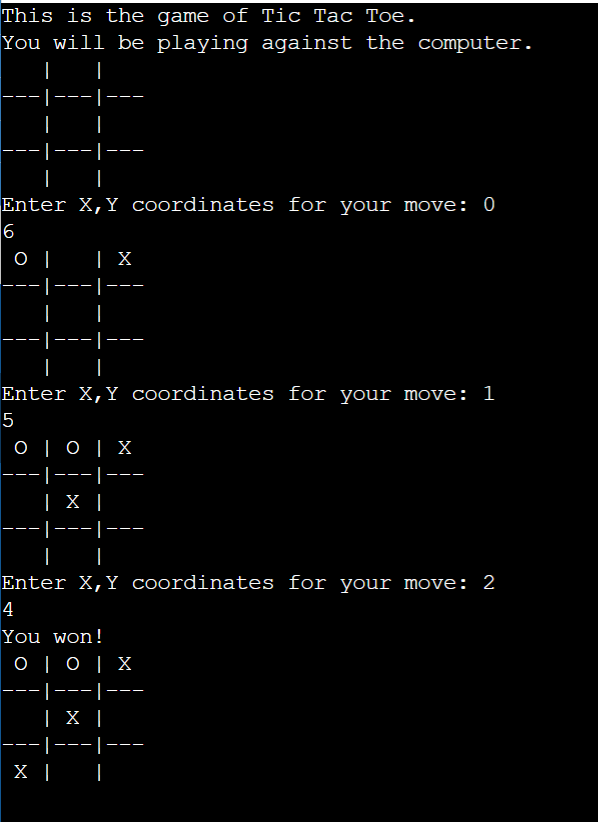 This is the game of Tic Tac Toe.
You will be playing against the computer.
   |   |
---|---|---
   |   |
---|---|---
   |   |
Enter X,Y coordinates for your move: 0
6
 O |   | X
---|---|---
   |   |
---|---|---
   |   |
Enter X,Y coordinates for your move: 1
5
 O | O | X
---|---|---
   | X |
---|---|---
   |   |
Enter X,Y coordinates for your move: 2
4
You won!
 O | O | X
---|---|---
   | X |
---|---|---
 X |   |